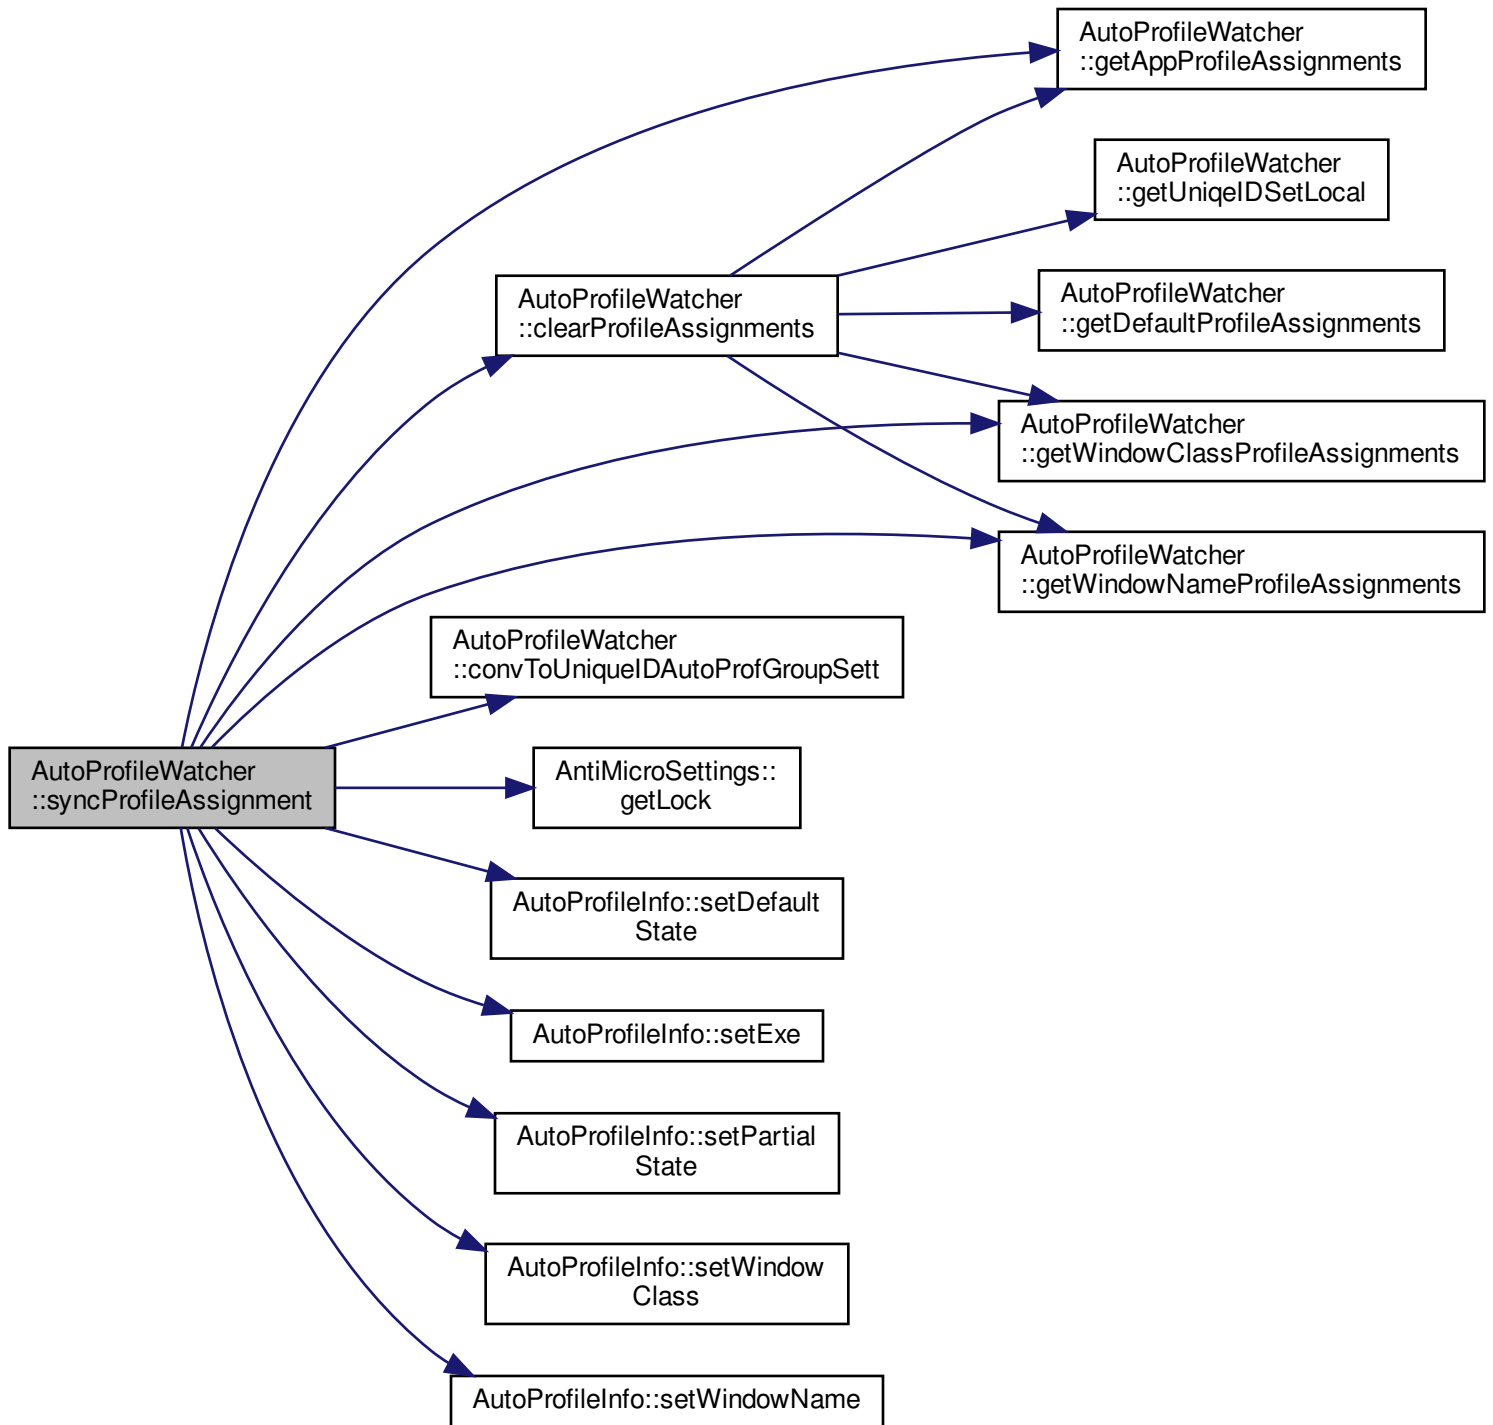 AutoProfileWatcher
::getAppProfileAssignments
AutoProfileWatcher
::getUniqeIDSetLocal
AutoProfileWatcher
::clearProfileAssignments
AutoProfileWatcher
::getDefaultProfileAssignments
AutoProfileWatcher
::getWindowClassProfileAssignments
AutoProfileWatcher
::getWindowNameProfileAssignments
AutoProfileWatcher
::convToUniqueIDAutoProfGroupSett
AutoProfileWatcher
::syncProfileAssignment
AntiMicroSettings::
getLock
AutoProfileInfo::setDefault
State
AutoProfileInfo::setExe
AutoProfileInfo::setPartial
State
AutoProfileInfo::setWindow
Class
AutoProfileInfo::setWindowName